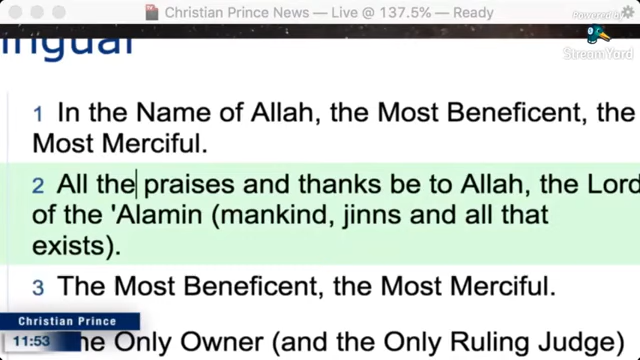 Christian Prince News — Live @ 137.5% — Ready
Powered by
StreamYard
ingual
1 In the Name of Allah, the Most Beneficent, the
Most Merciful.
2 All the praises and thanks be to Allah, the Lord
of the 'Alamin (mankind, jinns and all that
exists).
3 The Most Beneficent, the Most Merciful.
Christian Prince
11:53
he Only Owner (and the Only Ruling Judge)